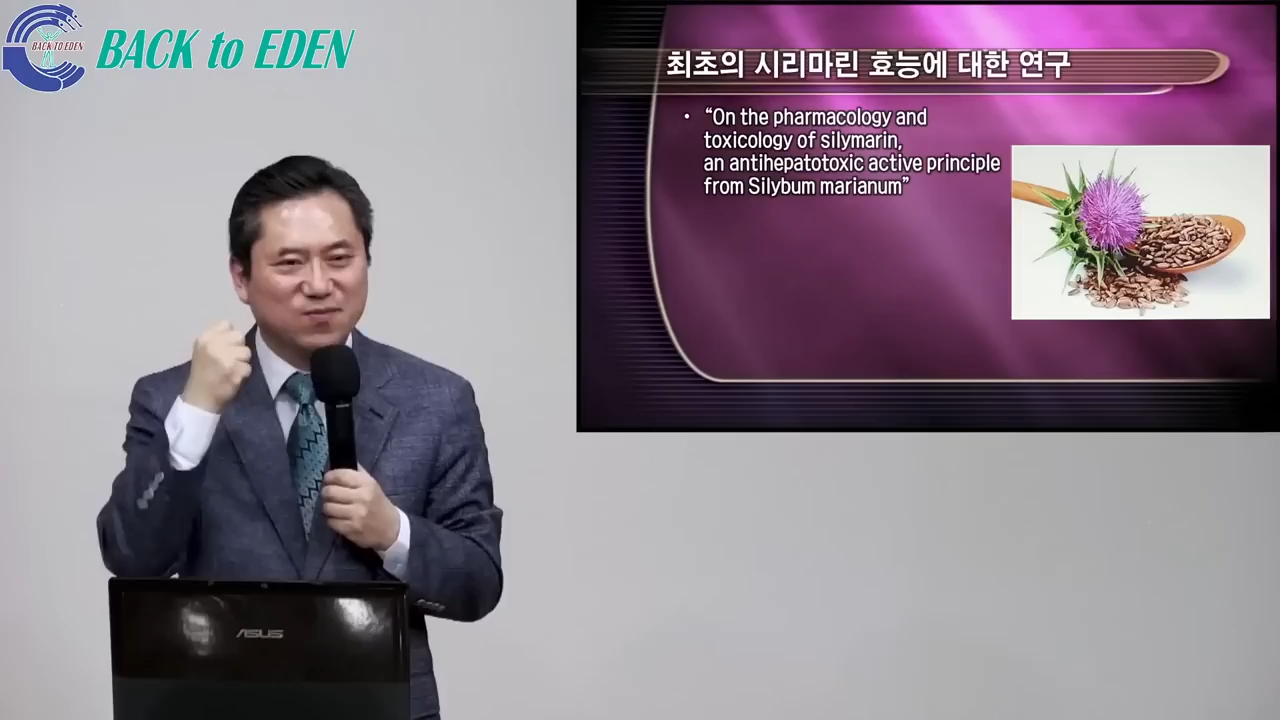 BACK TO EDEN
BACK to EDEN
최초의 시리마린 효능에 대한 연구
• “On the pharmacology and
toxicology of silymarin,
an antihepatotoxic active principle
from Silybum marianum”
ASUS